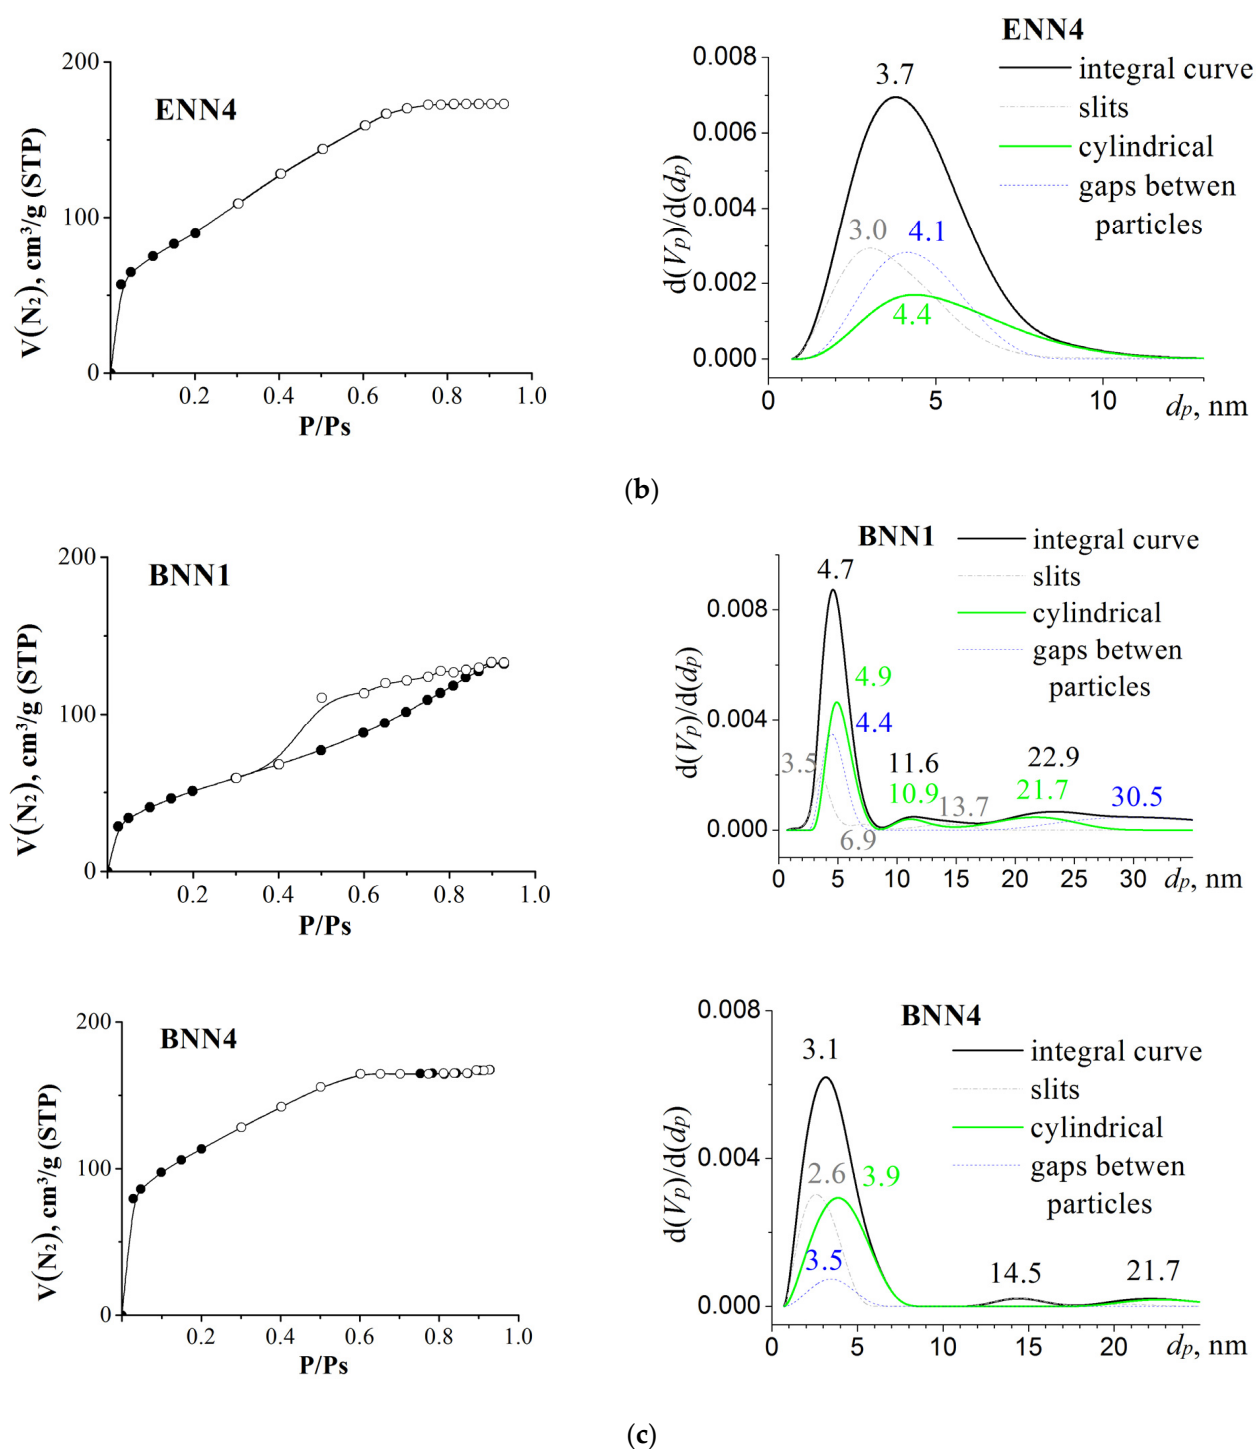 ENN4
V(N2), cm³/g (STP)
200
100
0
0.2
0.4
0.6
0.8
1.0
P/Ps
ENN4
integral curve
slits
cylindrical
gaps betwen
particles
d(Vp)/d(dp)
0.008
0.006
0.004
0.002
0.000
3.7
3.0
4.1
4.4
0
5
10
dp, nm
(b)
BNN1
V(N2), cm³/g (STP)
200
100
0
0.2
0.4
0.6
0.8
1.0
P/Ps
BNN1
integral curve
slits
cylindrical
gaps betwen
particles
d(Vp)/d(dp)
0.008
0.004
0.000
4.7
4.9
4.4
3.5
6.9
11.6
10.9
13.7
22.9
21.7
30.5
0
5
10
15
20
25
30
dp, nm
BNN4
V(N2), cm³/g (STP)
200
100
0
0.2
0.4
0.6
0.8
1.0
P/Ps
BNN4
integral curve
slits
cylindrical
gaps betwen
particles
d(Vp)/d(dp)
0.008
0.004
0.000
3.1
2.6
3.9
3.5
14.5
21.7
0
5
10
15
20
dp, nm
(c)